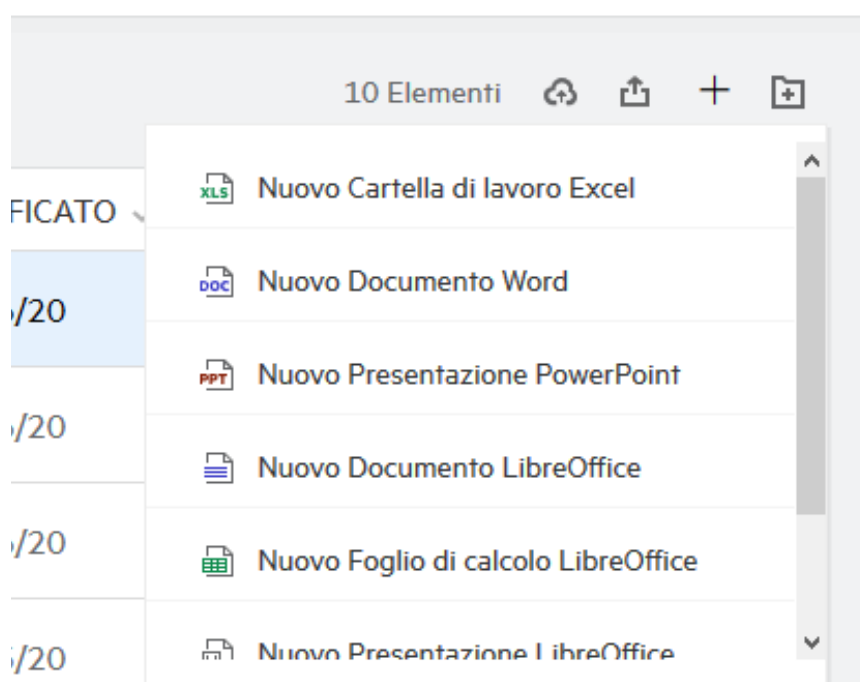 10 Elementi
XLS Nuovo Cartella di lavoro Excel
FICATO
DOC Nuovo Documento Word
/20
PPT Nuovo Presentazione PowerPoint
/20
Nuovo Documento LibreOffice
/20
Nuovo Foglio di calcolo LibreOffice
Nuovo Presentazione LibreOffice
/20